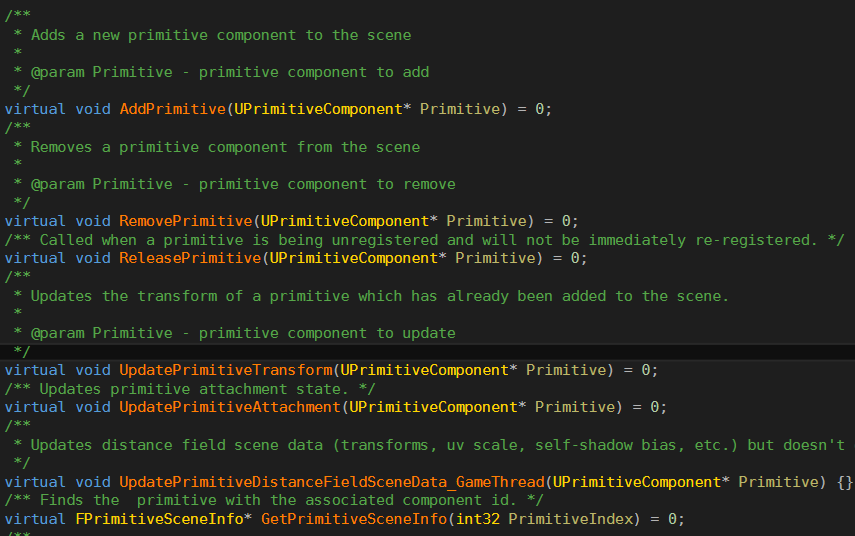 /**
 * Adds a new primitive component to the scene
 *
 * @param Primitive - primitive component to add
 */
virtual void AddPrimitive(UPrimitiveComponent* Primitive) = 0;
/**
 * Removes a primitive component from the scene
 *
 * @param Primitive - primitive component to remove
 */
virtual void RemovePrimitive(UPrimitiveComponent* Primitive) = 0;
/** Called when a primitive is being unregistered and will not be immediately re-registered. */
virtual void ReleasePrimitive(UPrimitiveComponent* Primitive) = 0;
/**
 * Updates the transform of a primitive which has already been added to the scene.
 *
 * @param Primitive - primitive component to update
 */
virtual void UpdatePrimitiveTransform(UPrimitiveComponent* Primitive) = 0;
/** Updates primitive attachment state. */
virtual void UpdatePrimitiveAttachment(UPrimitiveComponent* Primitive) = 0;
/**
 * Updates distance field scene data (transforms, uv scale, self-shadow bias, etc.) but doesn't
 */
virtual void UpdatePrimitiveDistanceFieldSceneData_GameThread(UPrimitiveComponent* Primitive) {}
/** Finds the  primitive with the associated component id. */
virtual FPrimitiveSceneInfo* GetPrimitiveSceneInfo(int32 PrimitiveIndex) = 0;
/**